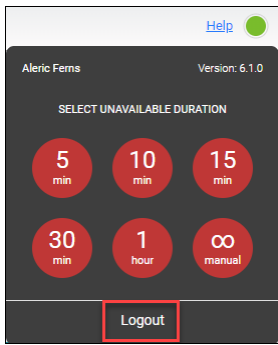 Help
Aleric Ferns Version: 6.1.0
SELECT UNAVAILABLE DURATION
5 10 15
min min min
30 1 ∞
min hour manual
Logout